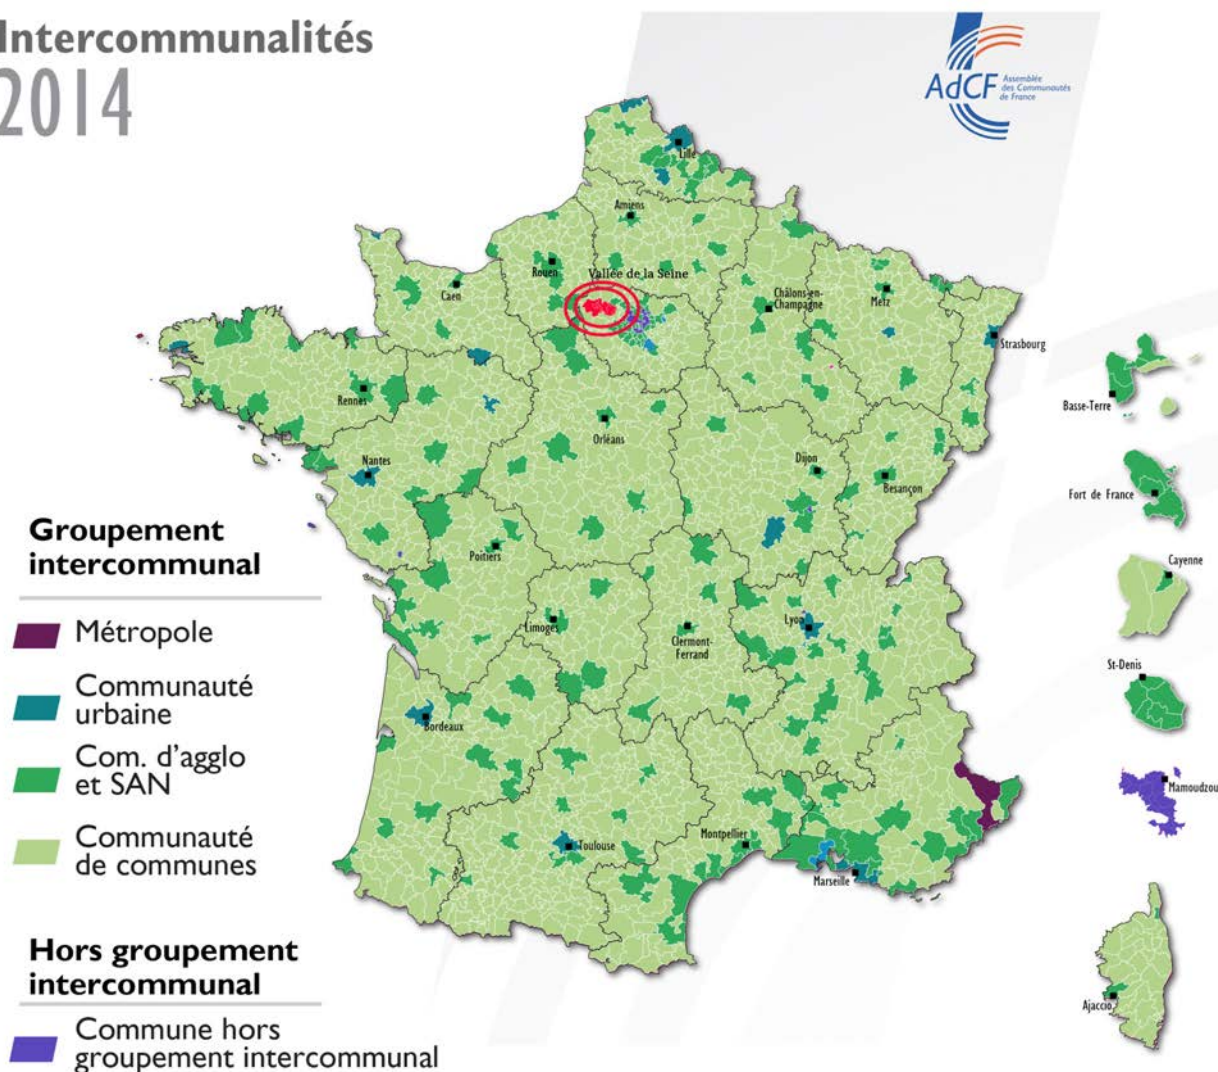 Intercommunalités
2014
AdCF
Assemblée
des Communautés
de France
Lille
Amiens
Rouen
Vallée de la Seine
Caen
Châlons-en-
Champagne
Metz
Strasbourg
Rennes
Orléans
Nantes
Dijon
Besançon
Poitiers
Limoges
Clermont-
Ferrand
Lyon
Bordeaux
Toulouse
Montpellier
Marseille
Basse-Terre
Fort de France
Cayenne
St-Denis
Mamoudzou
Ajaccio
Groupement
intercommunal
Métropole
Communauté
urbaine
Com. d'agglo
et SAN
Communauté
de communes
Hors groupement
intercommunal
Commune hors
groupement intercommunal